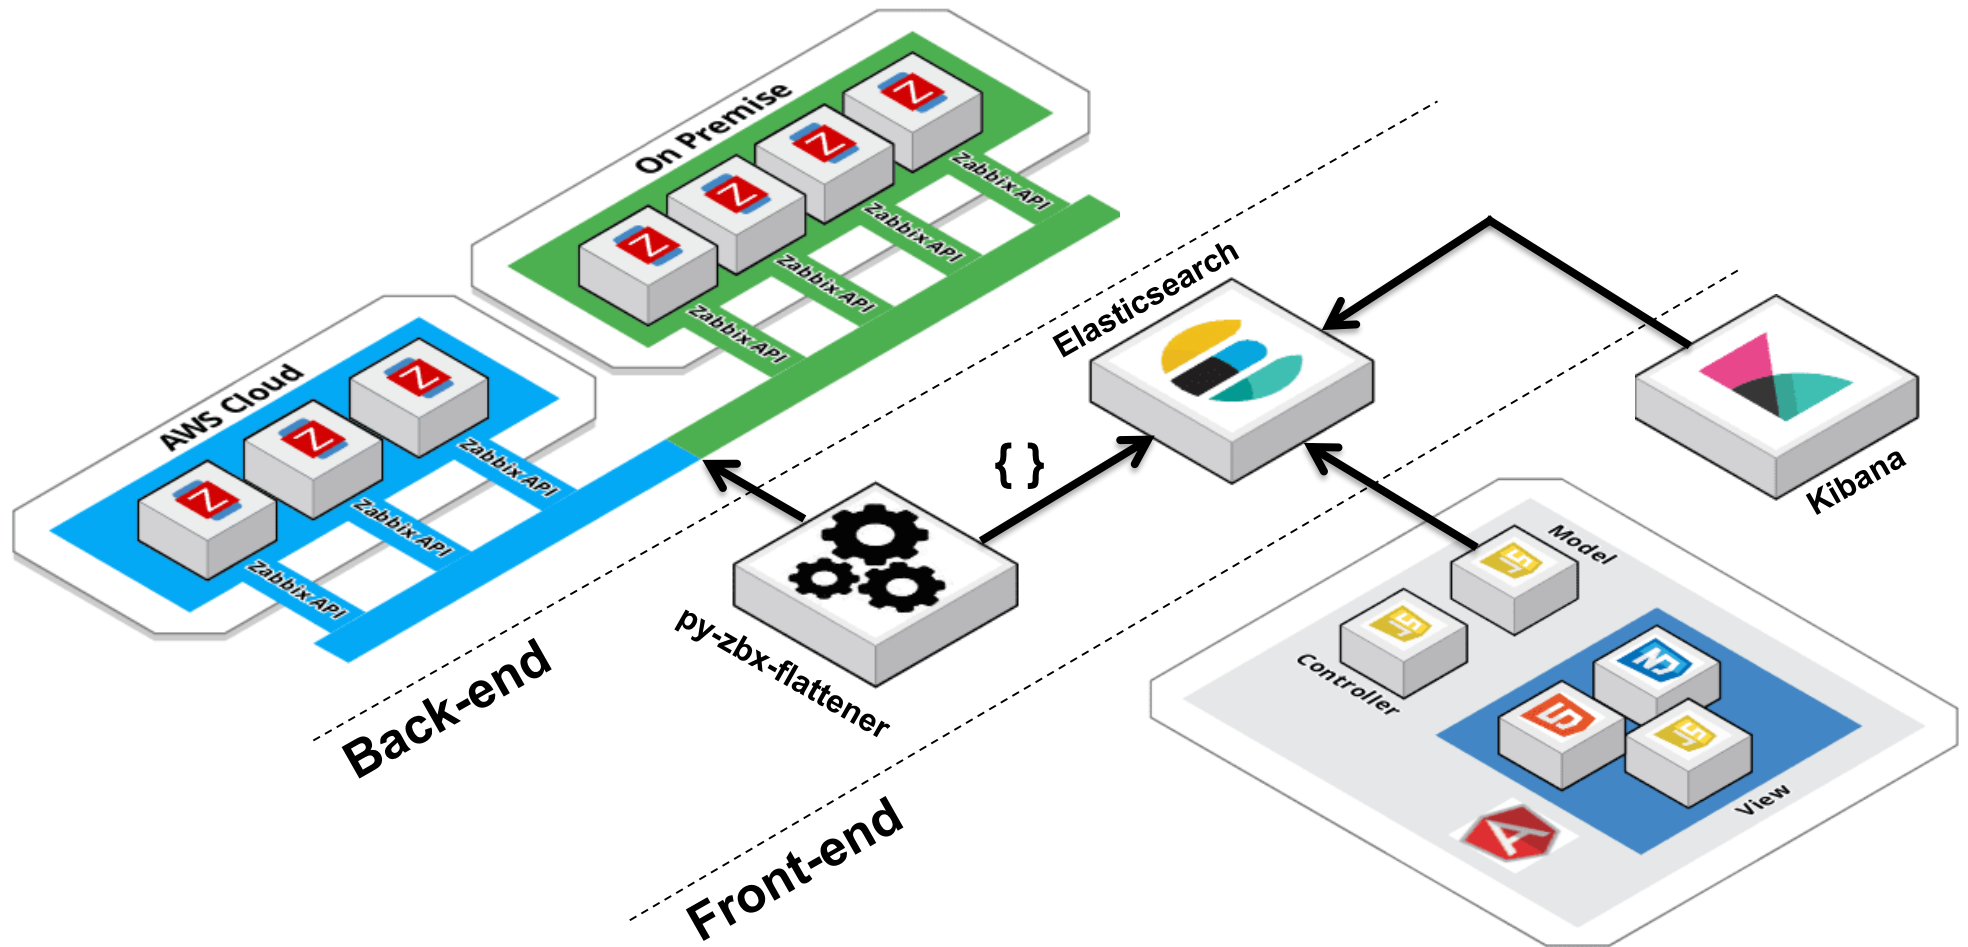 On Premise
Z
Z
Z
Z
Zabbix API
Zabbix API
Zabbix API
Zabbix API
AWS Cloud
Z
Z
Z
Zabbix API
Zabbix API
Zabbix API
Elasticsearch
{ }
py-zbx-flattener
Kibana
Back-end
Front-end
Model
Controller
View
A